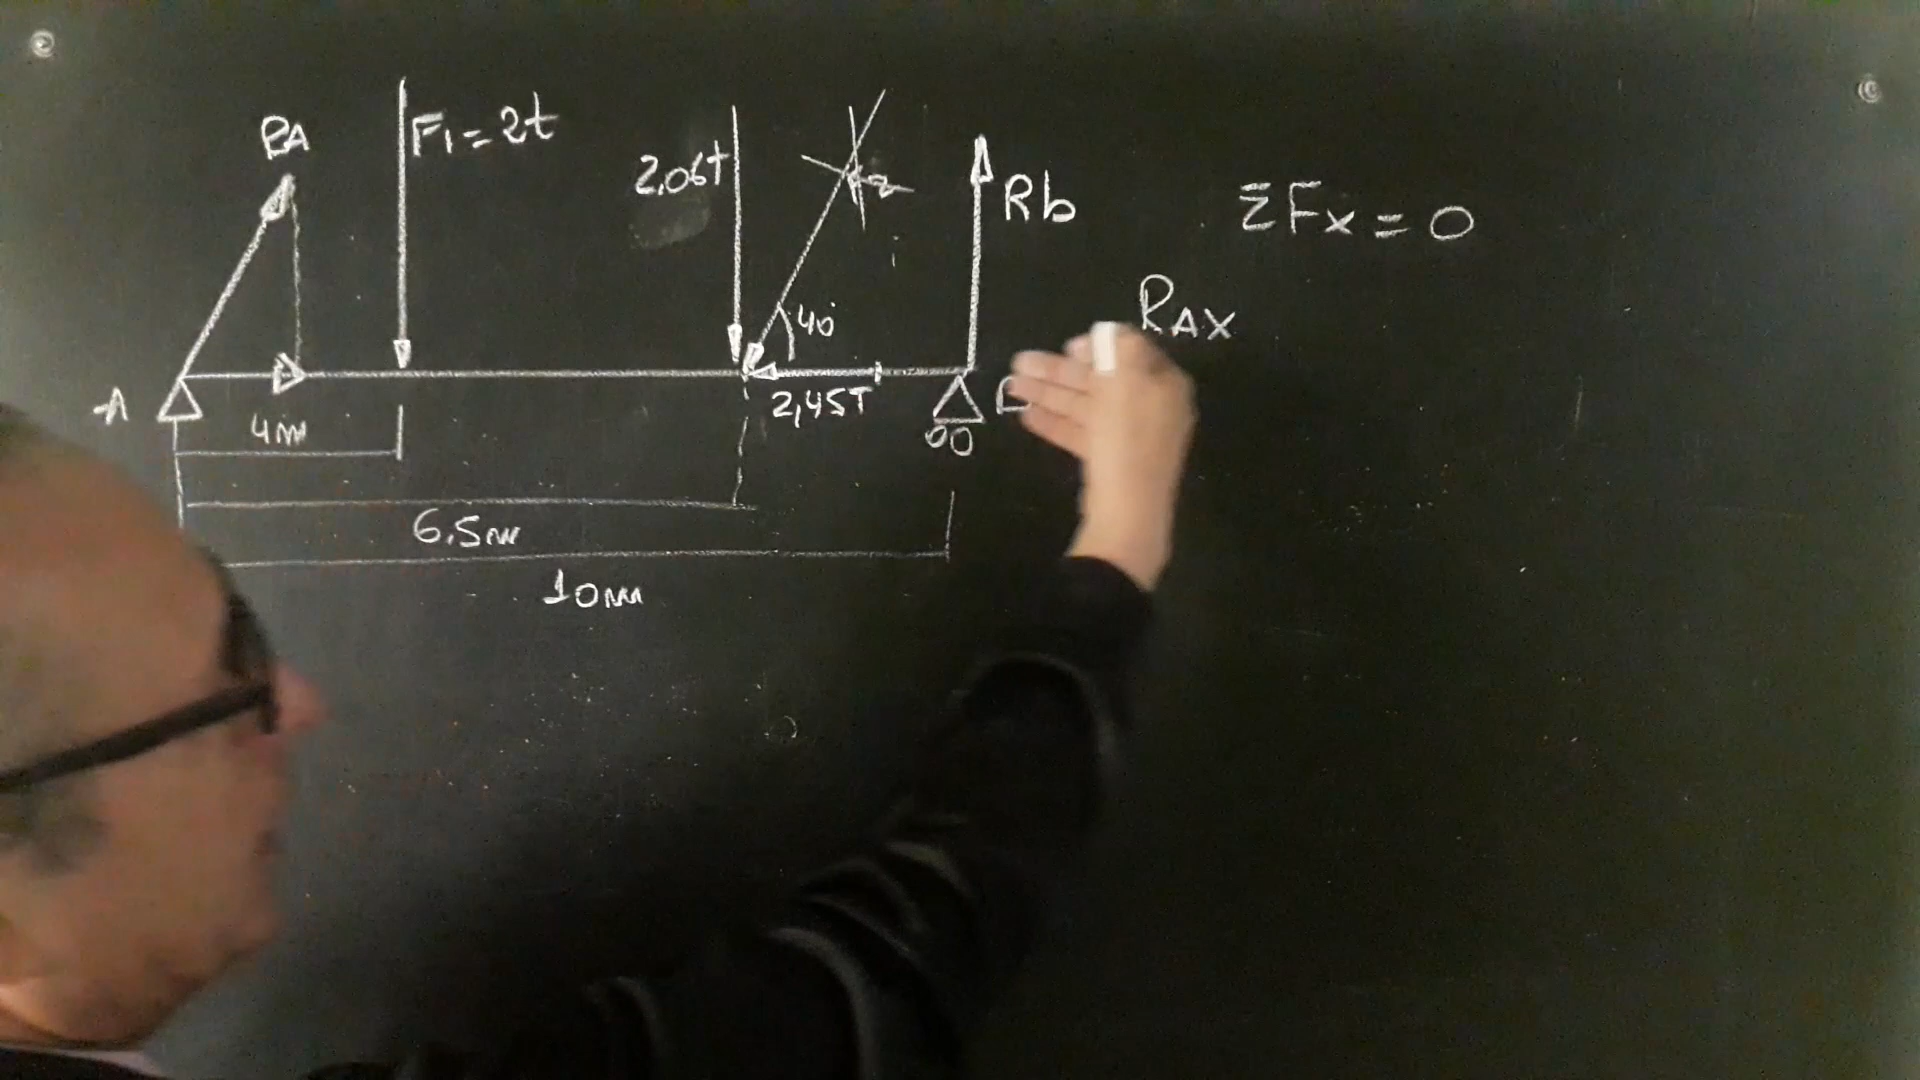 RA
F1 = 2t
2,06t
Rb
ΣFx = 0
40°
RAX
A
2,45T
4m
6,5m
10m